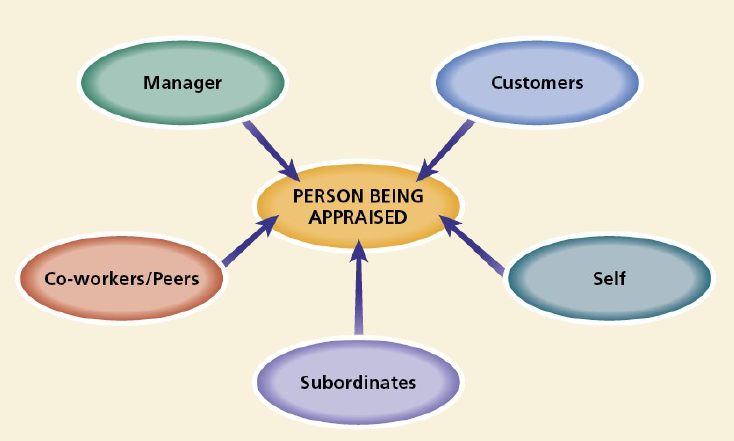 Manager
Customers
PERSON BEING
APPRAISED
Co-workers/Peers
Self
Subordinates